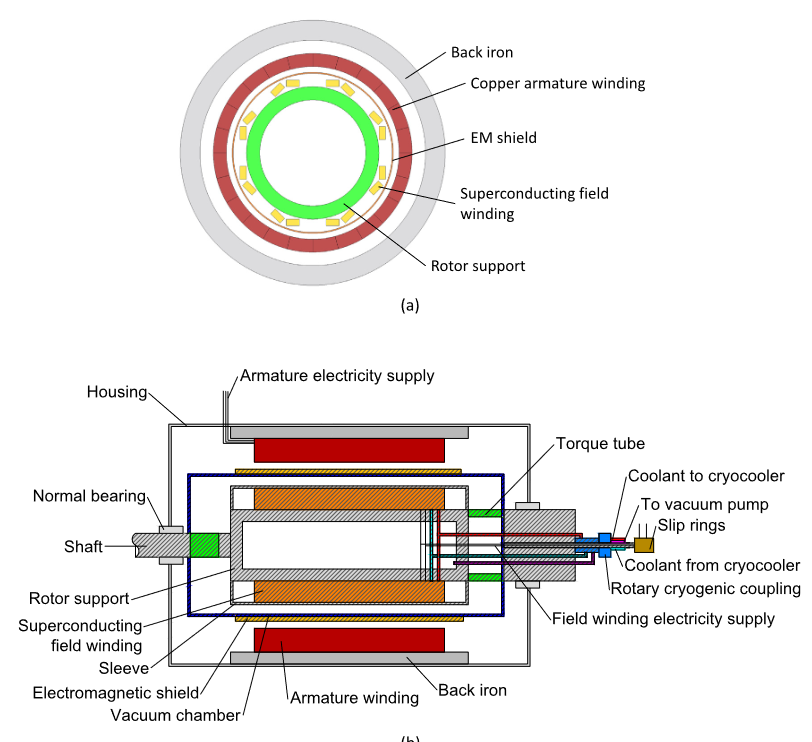 Back iron
Copper armature winding
EM shield
Superconducting field
winding
Rotor support
(a)
Armature electricity supply
Housing
Torque tube
Coolant to cryocooler
Normal bearing
To vacuum pump
Slip rings
Shaft
Coolant from cryocooler
Rotary cryogenic coupling
Rotor support
Field winding electricity supply
Superconducting
field winding
Sleeve
Electromagnetic shield
Armature winding
Back iron
Vacuum chamber
(b)